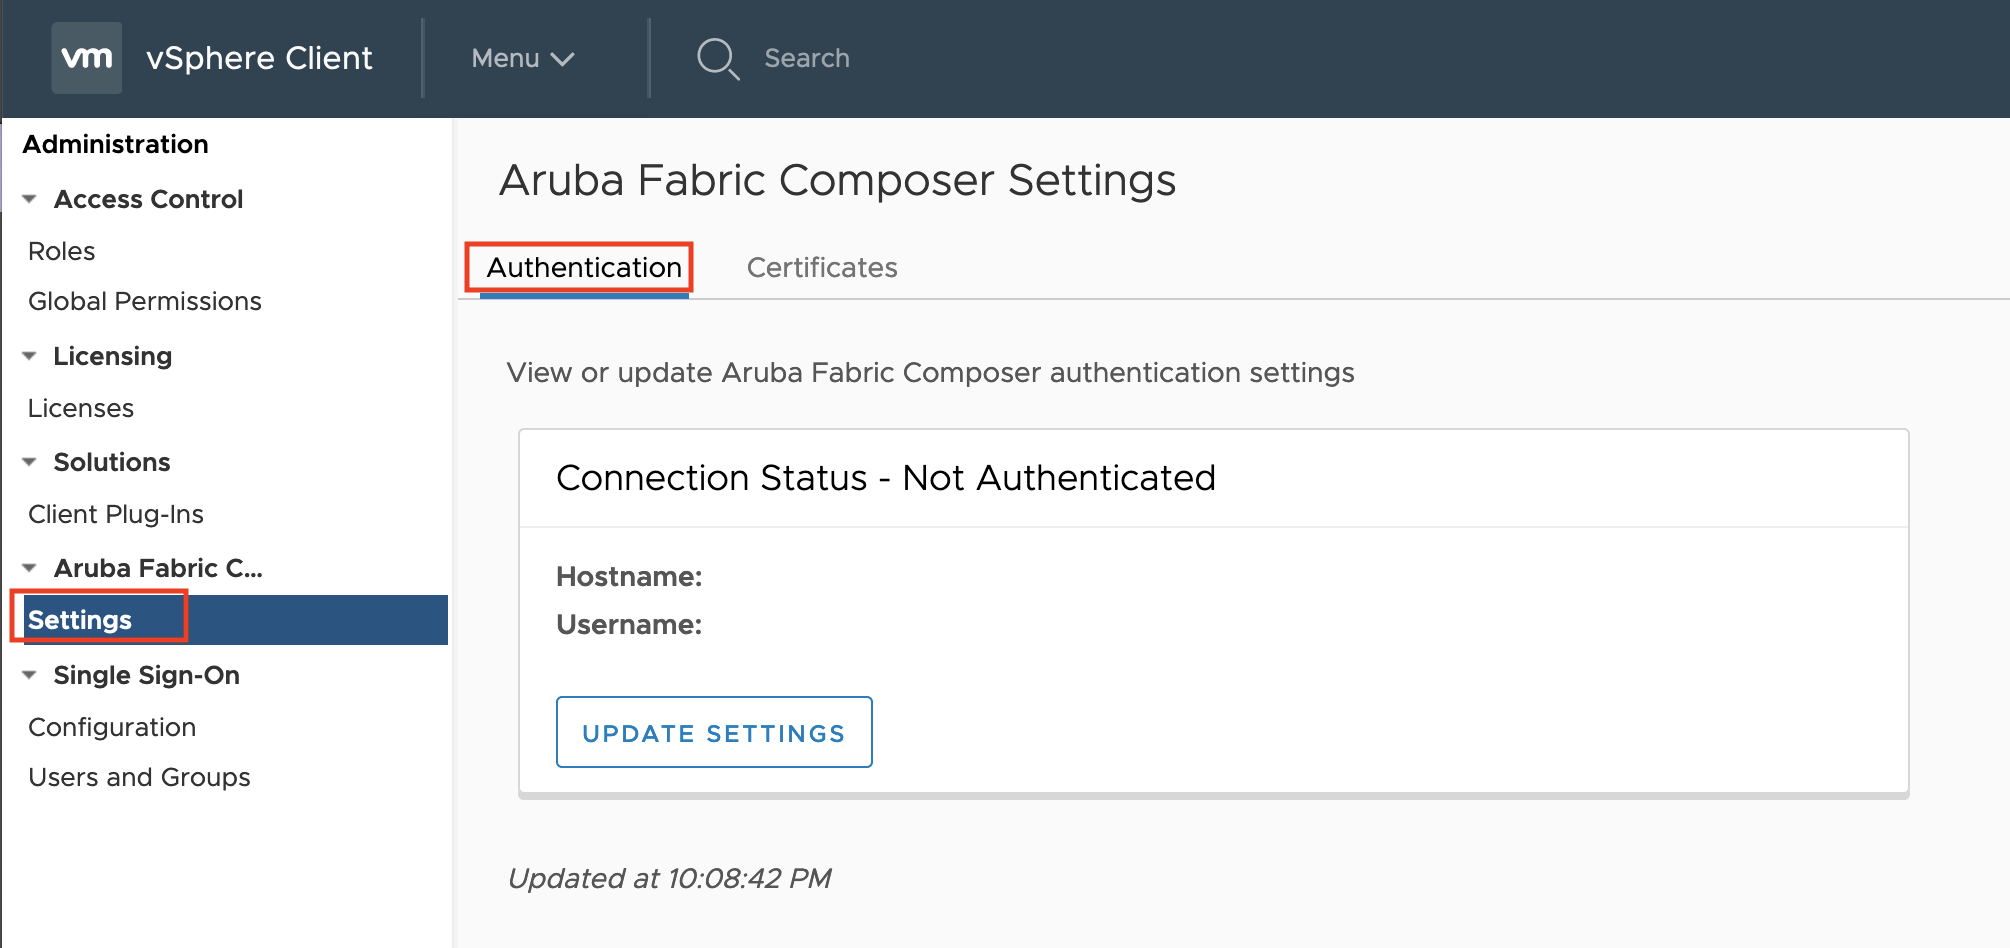 vm vSphere Client Menu Search
Administration
Access Control
Roles
Global Permissions
Licensing
Licenses
Solutions
Client Plug-Ins
Aruba Fabric C...
Settings
Single Sign-On
Configuration
Users and Groups
Aruba Fabric Composer Settings
Authentication Certificates
View or update Aruba Fabric Composer authentication settings
Connection Status - Not Authenticated
Hostname:
Username:
UPDATE SETTINGS
Updated at 10:08:42 PM